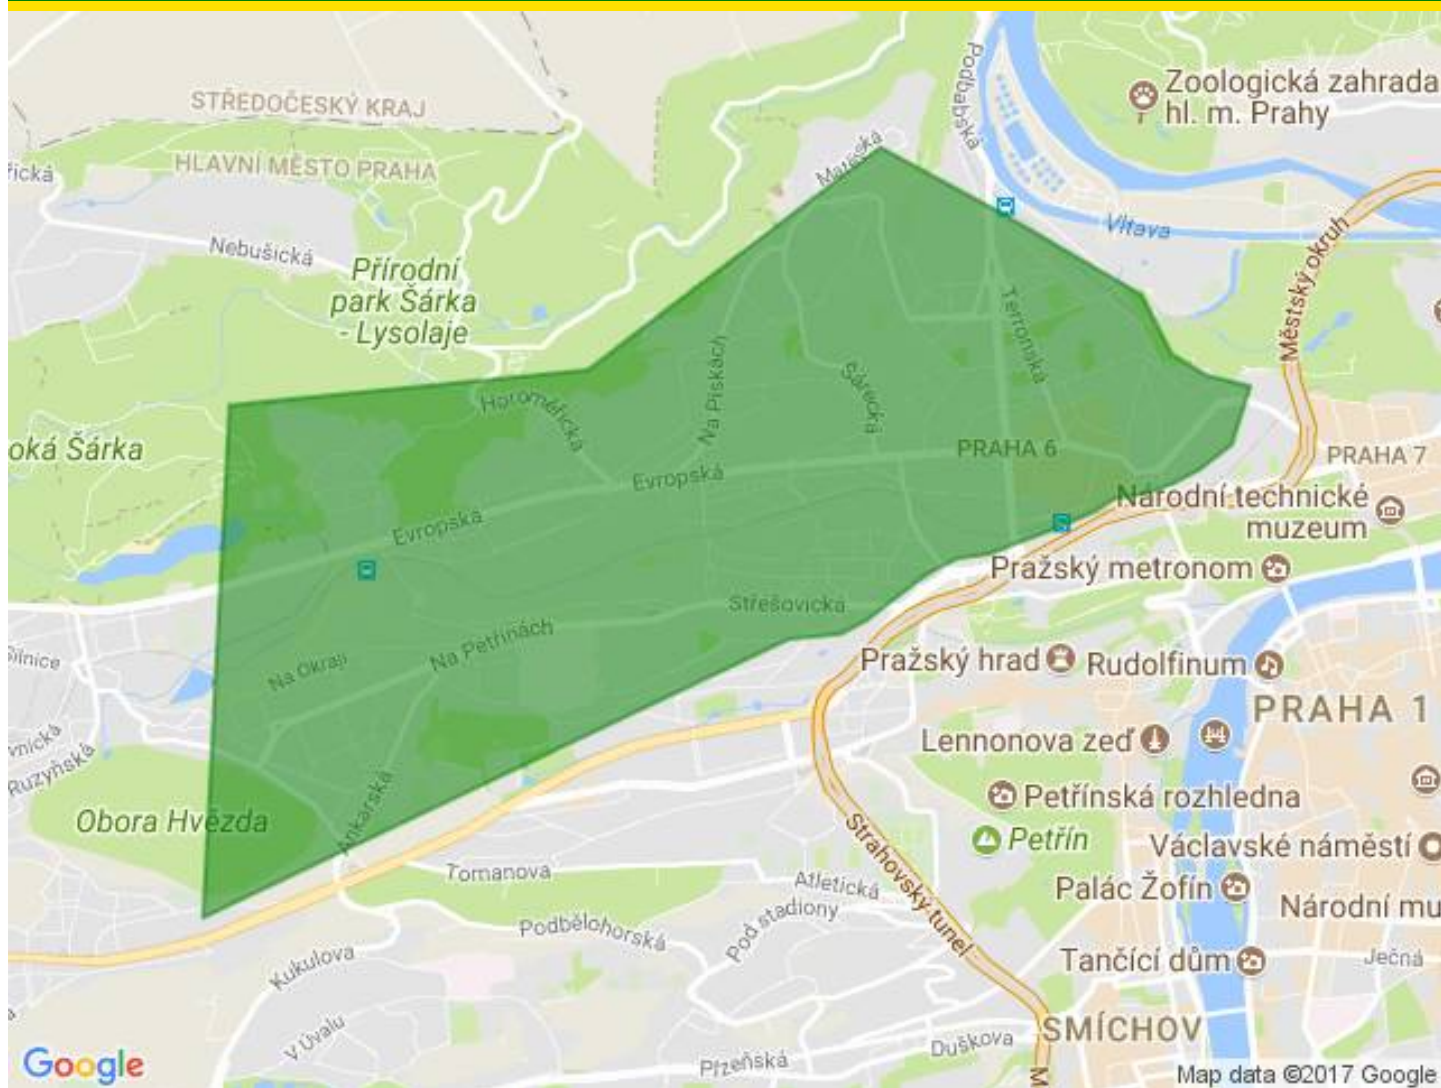 Podbabská
Zoologická zahrada
hl. m. Prahy
STŘEDOČESKÝ KRAJ
HLAVNÍ MĚSTO PRAHA
Nebušická
Přírodní
park Šárka
- Lysolaje
Vltava
Městský okruh
Terronská
Na Pískách
Šárecká
Horoměřická
oká Šárka
PRAHA 6
PRAHA 7
Evropská
Evropská
Národní technické
muzeum
Pražský metronom
Střešovická
Na Petřinách
Na Okraji
Pražský hrad
Rudolfinum
PRAHA 1
Lennonova zeď
Ruzyňská
Petřínská rozhledna
Obora Hvězda
Ankarská
Petřín
Václavské náměstí
Strahovský tunel
Tomanova
Atletická
Palác Žofín
Národní mu
Pod stadiony
Podbělohorská
Kukulova
Tančící dům
Ječná
V Úvalu
SMÍCHOV
Duškova
Plzeňská
Google
Map data ©2017 Google